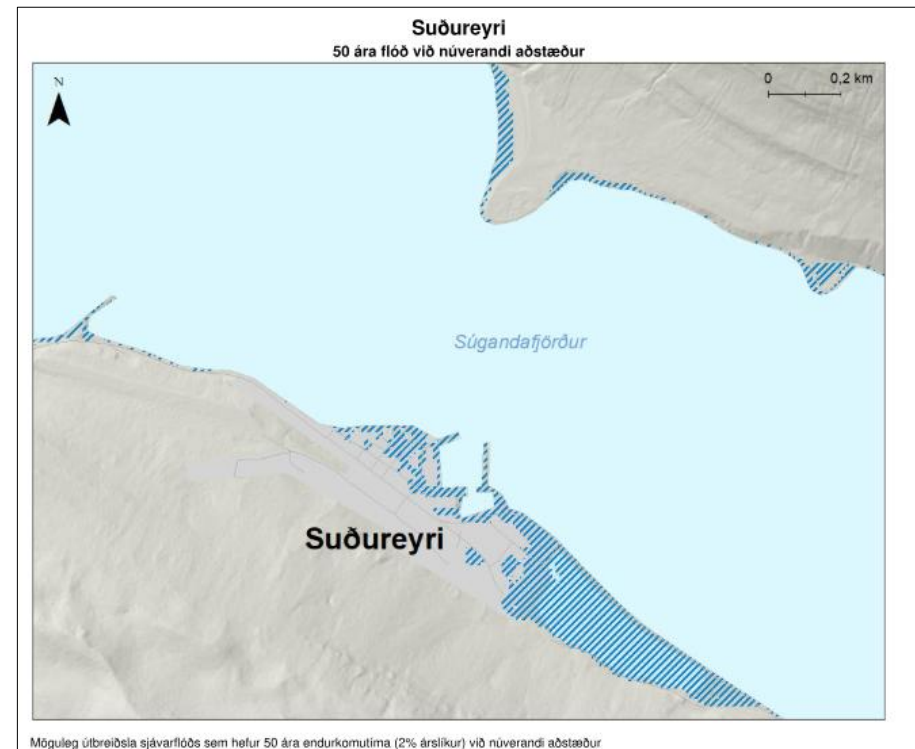 Suðureyri
50 ára flóð við núverandi aðstæður
N
0 0,2 km
Súgandafjörður
Suðureyri
Möguleg útbreiðsla sjávarflóðs sem hefur 50 ára endurkomutíma (2% árslíkur) við núverandi aðstæður